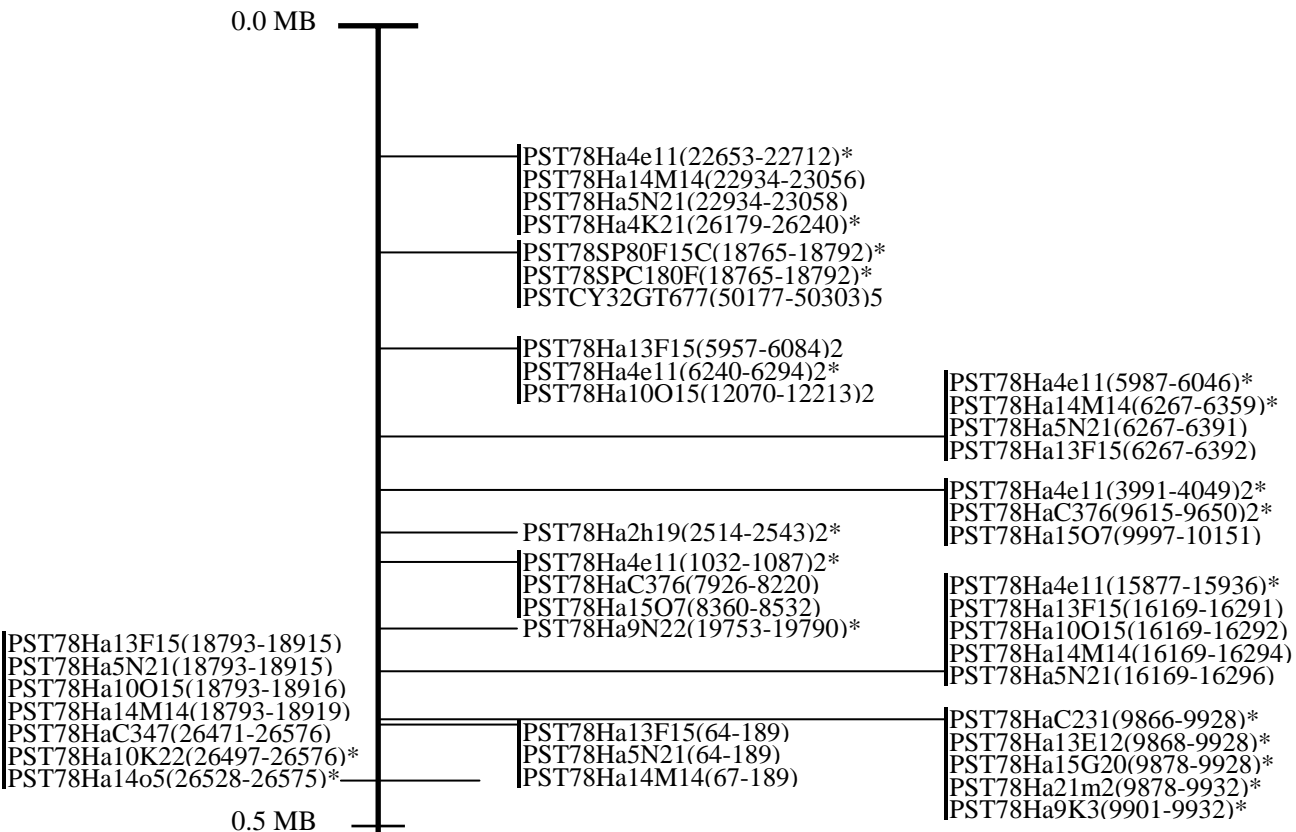 0.0 MB
PST78Ha4e11(22653-22712)*
PST78Ha14M14(22934-23056)
PST78Ha5N21(22934-23058)
PST78Ha4K21(26179-26240)*
PST78SP80F15C(18765-18792)*
PST78SPC180F(18765-18792)*
PSTCY32GT677(50177-50303)5
PST78Ha13F15(5957-6084)2
PST78Ha4e11(6240-6294)2*
PST78Ha10O15(12070-12213)2
PST78Ha4e11(5987-6046)*
PST78Ha14M14(6267-6359)*
PST78Ha5N21(6267-6391)
PST78Ha13F15(6267-6392)
PST78Ha4e11(3991-4049)2*
PST78HaC376(9615-9650)2*
PST78Ha15O7(9997-10151)
PST78Ha2h19(2514-2543)2*
PST78Ha4e11(1032-1087)2*
PST78HaC376(7926-8220)
PST78Ha15O7(8360-8532)
PST78Ha9N22(19753-19790)*
PST78Ha4e11(15877-15936)*
PST78Ha13F15(16169-16291)
PST78Ha10O15(16169-16292)
PST78Ha14M14(16169-16294)
PST78Ha5N21(16169-16296)
PST78Ha13F15(18793-18915)
PST78Ha5N21(18793-18915)
PST78Ha10O15(18793-18916)
PST78Ha14M14(18793-18919)
PST78HaC347(26471-26576)
PST78Ha10K22(26497-26576)*
PST78Ha14o5(26528-26575)*
PST78Ha13F15(64-189)
PST78Ha5N21(64-189)
PST78Ha14M14(67-189)
PST78HaC231(9866-9928)*
PST78Ha13E12(9868-9928)*
PST78Ha15G20(9878-9928)*
PST78Ha21m2(9878-9932)*
PST78Ha9K3(9901-9932)*
0.5 MB